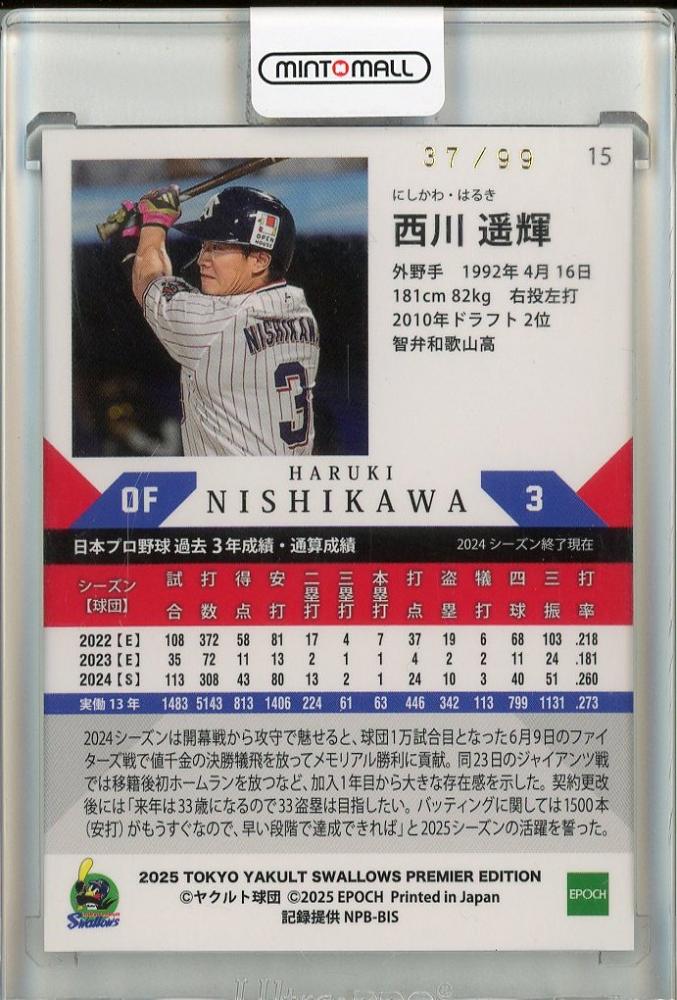 MINTOMALL
37/99
15
にしかわ・はるき
西川 遥輝
外野手 1992年 4月 16日
181cm 82kg 右投左打
2010年ドラフト 2位
智弁和歌山高
OPEN HOUSE
NISHIKAWA
3
HARUKI
OF NISHIKAWA 3
日本プロ野球 過去 3年成績・通算成績 2024 シーズン終了現在
シーズン【球団】 試合 打数 得点 安打 二塁打 三塁打 本塁打 打点 盗塁 犠打 四球 三振 打率
2022【E】 108 372 58 81 17 4 7 37 19 6 68 103 .218
2023【E】 35 72 11 13 2 1 1 4 2 2 11 24 .181
2024【S】 113 308 43 80 13 2 1 24 10 3 40 51 .260
実働 13 年 1483 5143 813 1406 224 61 63 446 342 113 799 1131 .273
2024シーズンは開幕戦から攻守で魅せると、球団1万試合目となった6月9日のファイ
ターズ戦で値千金の決勝犠飛を放ってメモリアル勝利に貢献。同23日のジャイアンツ戦
では移籍後初ホームランを放つなど、加入1年目から大きな存在感を示した。契約更改
後には「来年は33歳になるので33盗塁は目指したい。バッティングに関しては1500本
(安打)がもうすぐなので、早い段階で達成できれば」と2025シーズンの活躍を誓った。
2025 TOKYO YAKULT SWALLOWS PREMIER EDITION
©ヤクルト球団 ©2025 EPOCH Printed in Japan
記録提供 NPB-BIS
Swallows
EPOCH